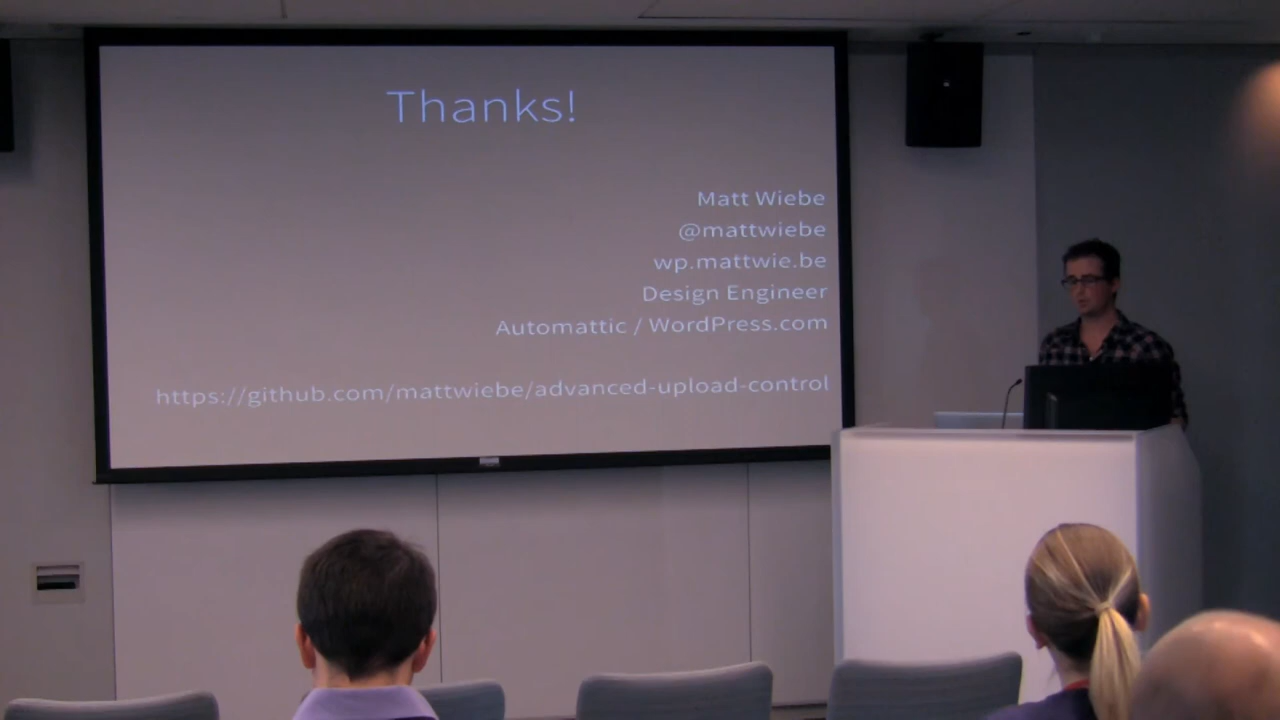 Thanks!
Matt Wiebe
@mattwiebe
wp.mattwie.be
Design Engineer
Automattic / WordPress.com
https://github.com/mattwiebe/advanced-upload-control